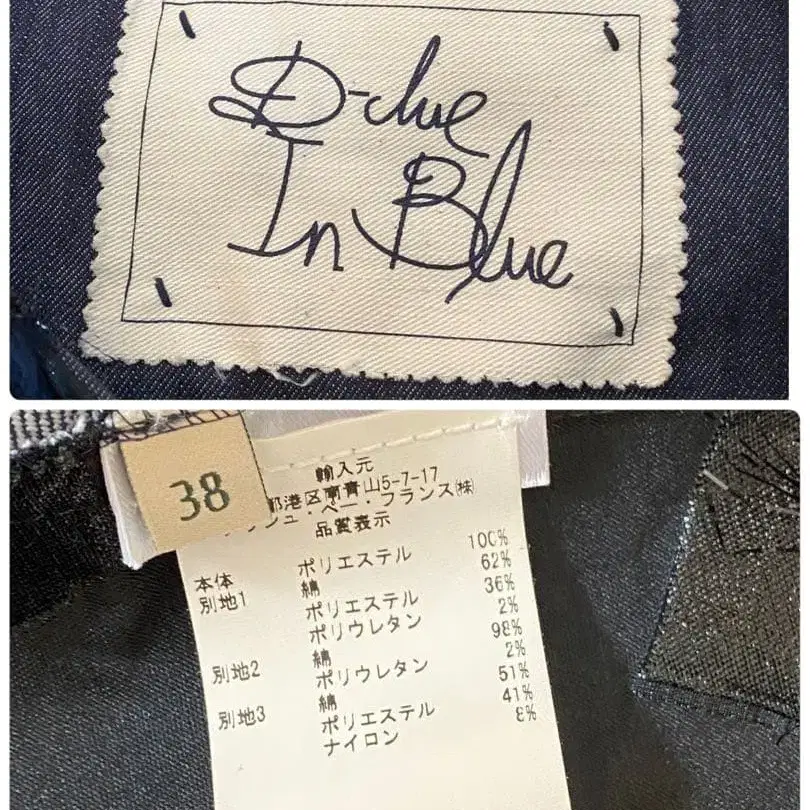 D-due
In Blue
38
輸入元
都港区南青山5-7-17
シュ・ペー・フランス(株)
品質表示
本体 ポリエステル 100%
別地1 綿 62%
ポリエステル 36%
ポリウレタン 2%
別地2 綿 98%
ポリウレタン 2%
別地3 綿 51%
ポリエステル 41%
ナイロン 8%